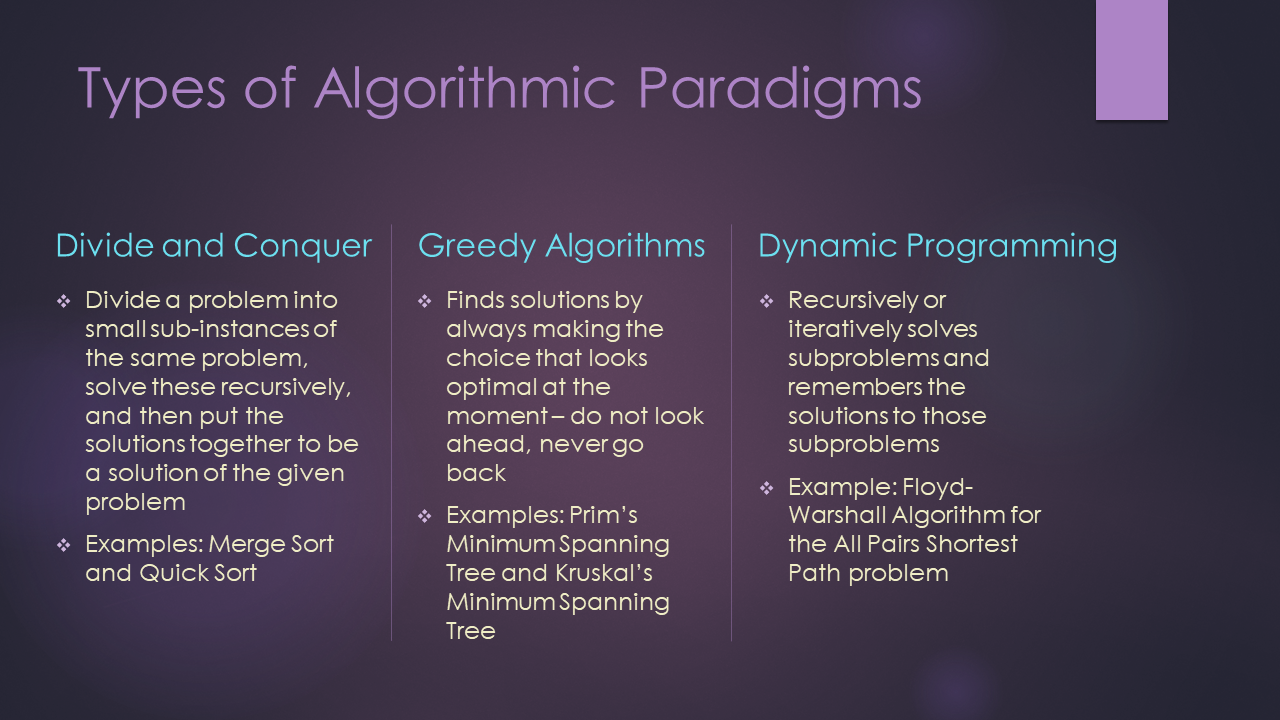 Types of Algorithmic Paradigms
Divide and Conquer
❖ Divide a problem into
small sub-instances of
the same problem,
solve these recursively,
and then put the
solutions together to be
a solution of the given
problem
❖ Examples: Merge Sort
and Quick Sort
Greedy Algorithms
❖ Finds solutions by
always making the
choice that looks
optimal at the
moment – do not look
ahead, never go
back
❖ Examples: Prim’s
Minimum Spanning
Tree and Kruskal’s
Minimum Spanning
Tree
Dynamic Programming
❖ Recursively or
iteratively solves
subproblems and
remembers the
solutions to those
subproblems
❖ Example: Floyd-
Warshall Algorithm for
the All Pairs Shortest
Path problem